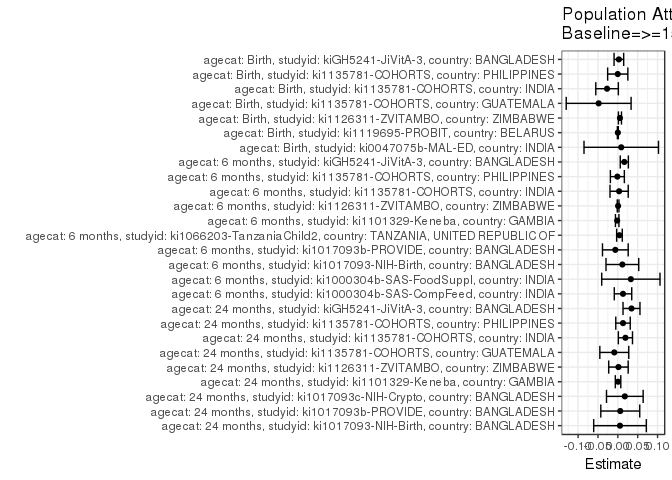 Population Att
Baseline=>=1
agecat: Birth, studyid: kiGH5241-JiVitA-3, country: BANGLADESH
agecat: Birth, studyid: ki1135781-COHORTS, country: PHILIPPINES
agecat: Birth, studyid: ki1135781-COHORTS, country: INDIA
agecat: Birth, studyid: ki1135781-COHORTS, country: GUATEMALA
agecat: Birth, studyid: ki1126311-ZVITAMBO, country: ZIMBABWE
agecat: Birth, studyid: ki1119695-PROBIT, country: BELARUS
agecat: Birth, studyid: ki0047075b-MAL-ED, country: INDIA
agecat: 6 months, studyid: kiGH5241-JiVitA-3, country: BANGLADESH
agecat: 6 months, studyid: ki1135781-COHORTS, country: PHILIPPINES
agecat: 6 months, studyid: ki1135781-COHORTS, country: INDIA
agecat: 6 months, studyid: ki1126311-ZVITAMBO, country: ZIMBABWE
agecat: 6 months, studyid: ki1101329-Keneba, country: GAMBIA
agecat: 6 months, studyid: ki1066203-TanzaniaChild2, country: TANZANIA, UNITED REPUBLIC OF
agecat: 6 months, studyid: ki1017093b-PROVIDE, country: BANGLADESH
agecat: 6 months, studyid: ki1017093-NIH-Birth, country: BANGLADESH
agecat: 6 months, studyid: ki1000304b-SAS-FoodSuppl, country: INDIA
agecat: 6 months, studyid: ki1000304b-SAS-CompFeed, country: INDIA
agecat: 24 months, studyid: kiGH5241-JiVitA-3, country: BANGLADESH
agecat: 24 months, studyid: ki1135781-COHORTS, country: PHILIPPINES
agecat: 24 months, studyid: ki1135781-COHORTS, country: INDIA
agecat: 24 months, studyid: ki1135781-COHORTS, country: GUATEMALA
agecat: 24 months, studyid: ki1126311-ZVITAMBO, country: ZIMBABWE
agecat: 24 months, studyid: ki1101329-Keneba, country: GAMBIA
agecat: 24 months, studyid: ki1017093c-NIH-Crypto, country: BANGLADESH
agecat: 24 months, studyid: ki1017093b-PROVIDE, country: BANGLADESH
agecat: 24 months, studyid: ki1017093-NIH-Birth, country: BANGLADESH
-0.10-0.05 0.00 0.05 0.10
Estimate